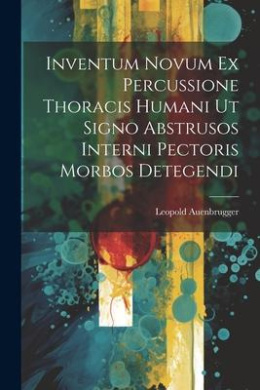 Inventum Novum Ex
Percussione
Thoracis Humani Ut
Signo Abstrusos
Interni Pectoris
Morbos Detegendi
Leopold Auenbrugger